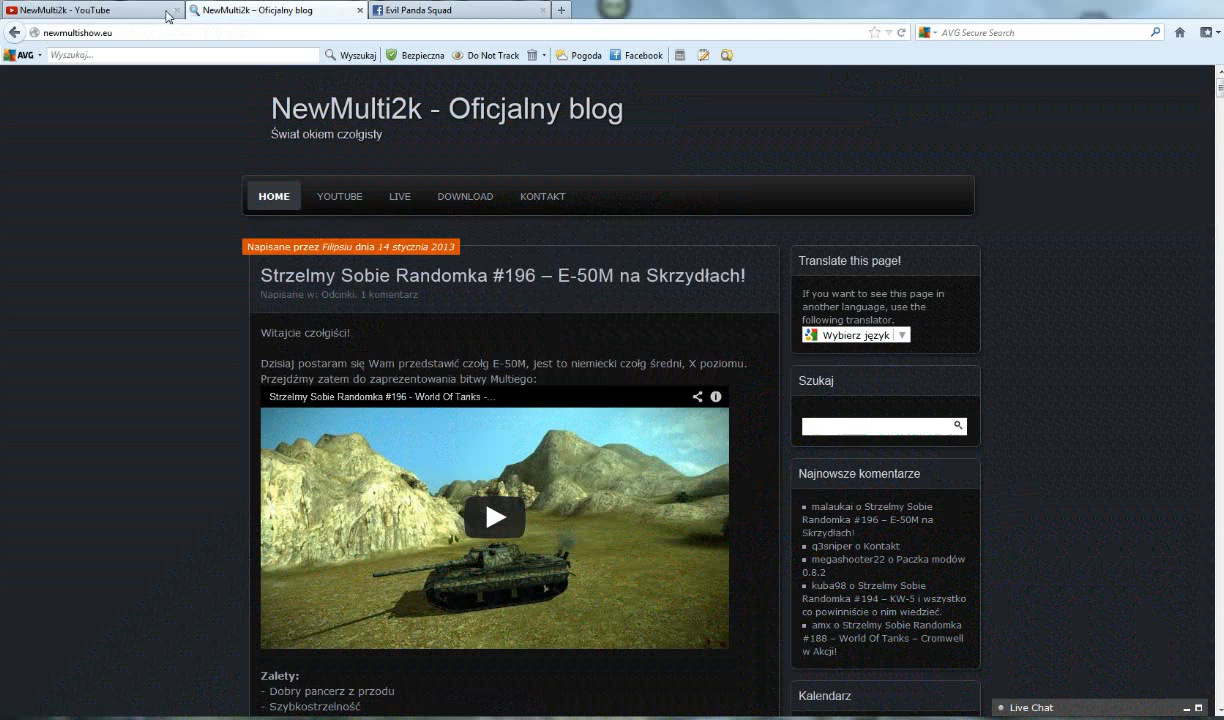 NewMulti2k - YouTube
NewMulti2k – Oficjalny blog
Evil Panda Squad
newmultishow.eu
AVG Secure Search
AVG
Wyszukaj...
Wyszukaj
Bezpieczna
Do Not Track
Pogoda
Facebook
NewMulti2k - Oficjalny blog
Świat okiem czołgisty
HOME
YOUTUBE
LIVE
DOWNLOAD
KONTAKT
Napisane przez Filipsiu dnia 14 stycznia 2013
Strzelmy Sobie Randomka #196 – E-50M na Skrzydłach!
Napisane w: Odcinki. 1 komentarz
Witajcie czołgiści!
Dzisiaj postaram się Wam przedstawić czołg E-50M, jest to niemiecki czołg średni, X poziomu.
Przejdźmy zatem do zaprezentowania bitwy Multiego:
Strzelmy Sobie Randomka #196 - World Of Tanks -...
Zalety:
- Dobry pancerz z przodu
- Szybkostrzelność
Translate this page!
If you want to see this page in
another language, use the
following translator.
Wybierz język
Szukaj
Najnowsze komentarze
malaukai o Strzelmy Sobie
Randomka #196 – E-50M na
Skrzydłach!
q3sniper o Kontakt
megashooter22 o Paczka modów
0.8.2
kuba98 o Strzelmy Sobie
Randomka #194 – KW-5 i wszystko
co powinniście o nim wiedzieć.
amx o Strzelmy Sobie Randomka
#188 – World Of Tanks – Cromwell
w Akcji!
Kalendarz
Live Chat